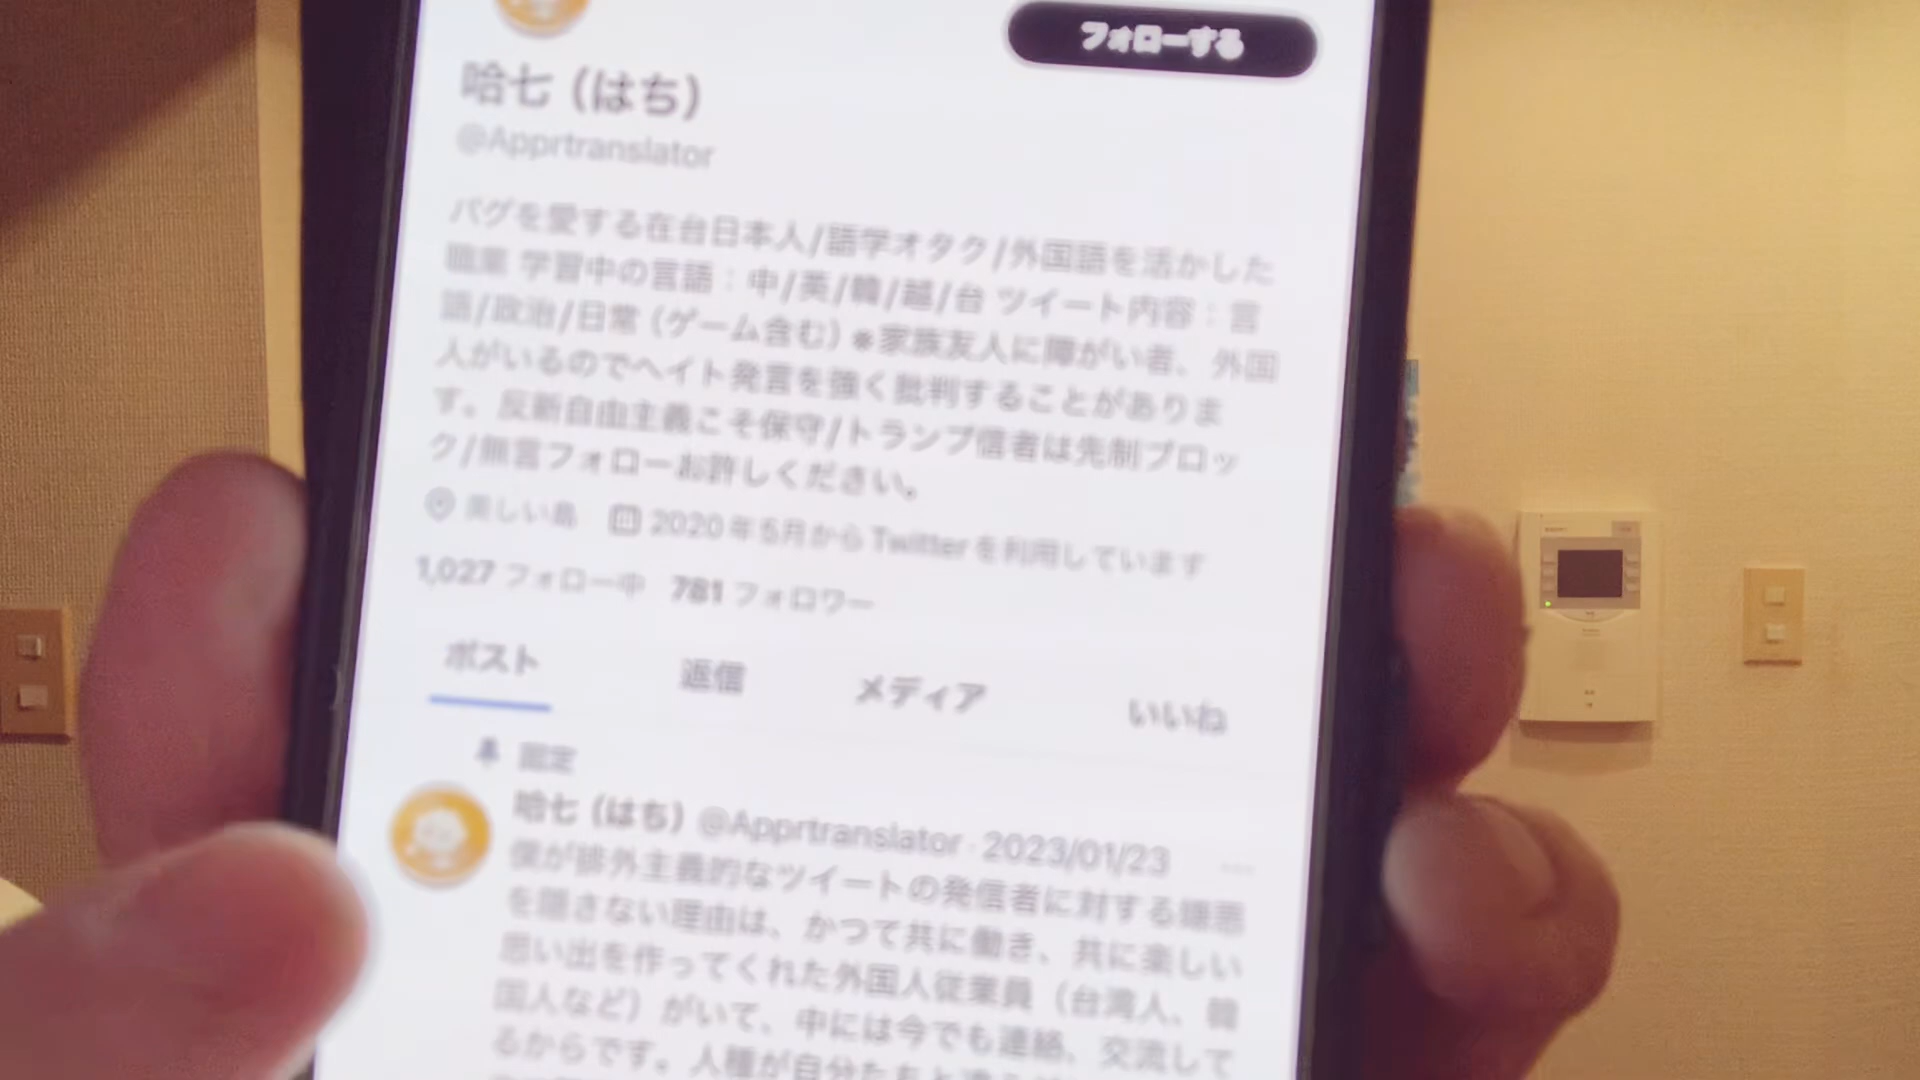 フォローする
哈七（はち）
@Apprtranslator
パグを愛する在台日本人/語学オタク/外国語を活かした
職業 学習中の言語：中/英/韓/越/台 ツイート内容：言
語/政治/日常（ゲーム含む）※家族友人に障がい者、外国
人がいるのでヘイト発言を強く批判することがありま
す。反新自由主義こそ保守/トランプ信者は先制ブロッ
ク/無言フォローお許しください。
美しい島 2020年5月からTwitterを利用しています
1,027 フォロー中 781 フォロワー
ポスト 返信 メディア いいね
固定
哈七（はち）@Apprtranslator · 2023/01/23
僕が排外主義的なツイートの発信者に対する嫌悪
を隠さない理由は、かつて共に働き、共に楽しい
思い出を作ってくれた外国人従業員（台湾人、韓
国人など）がいて、中には今でも連絡、交流して
るからです。人種が自分たちと